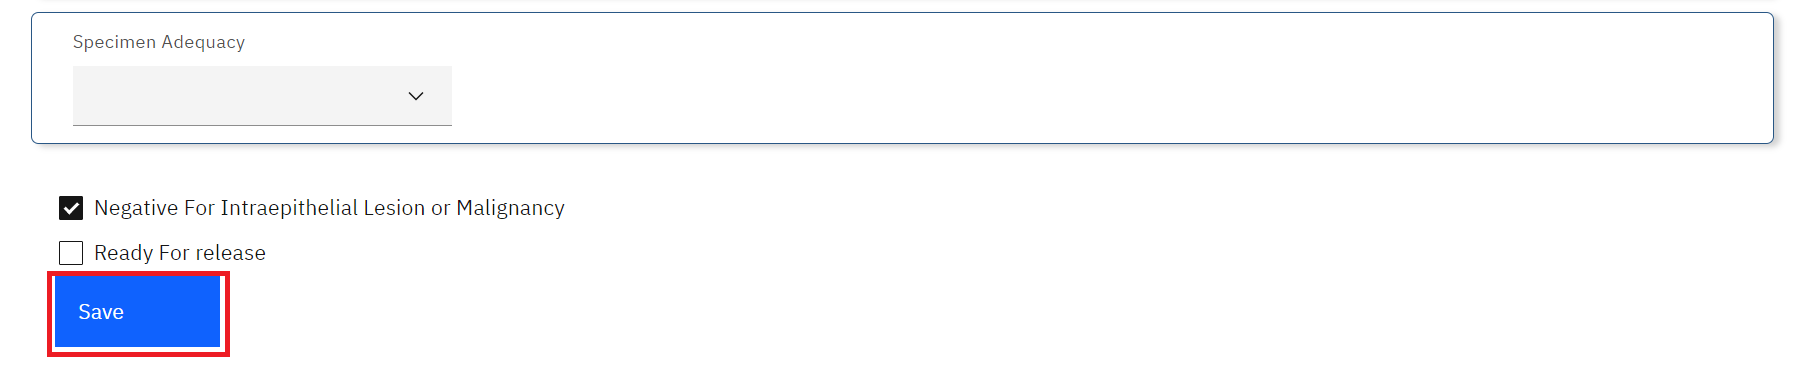 Specimen Adequacy
Negative For Intraepithelial Lesion or Malignancy
Ready For release
Save